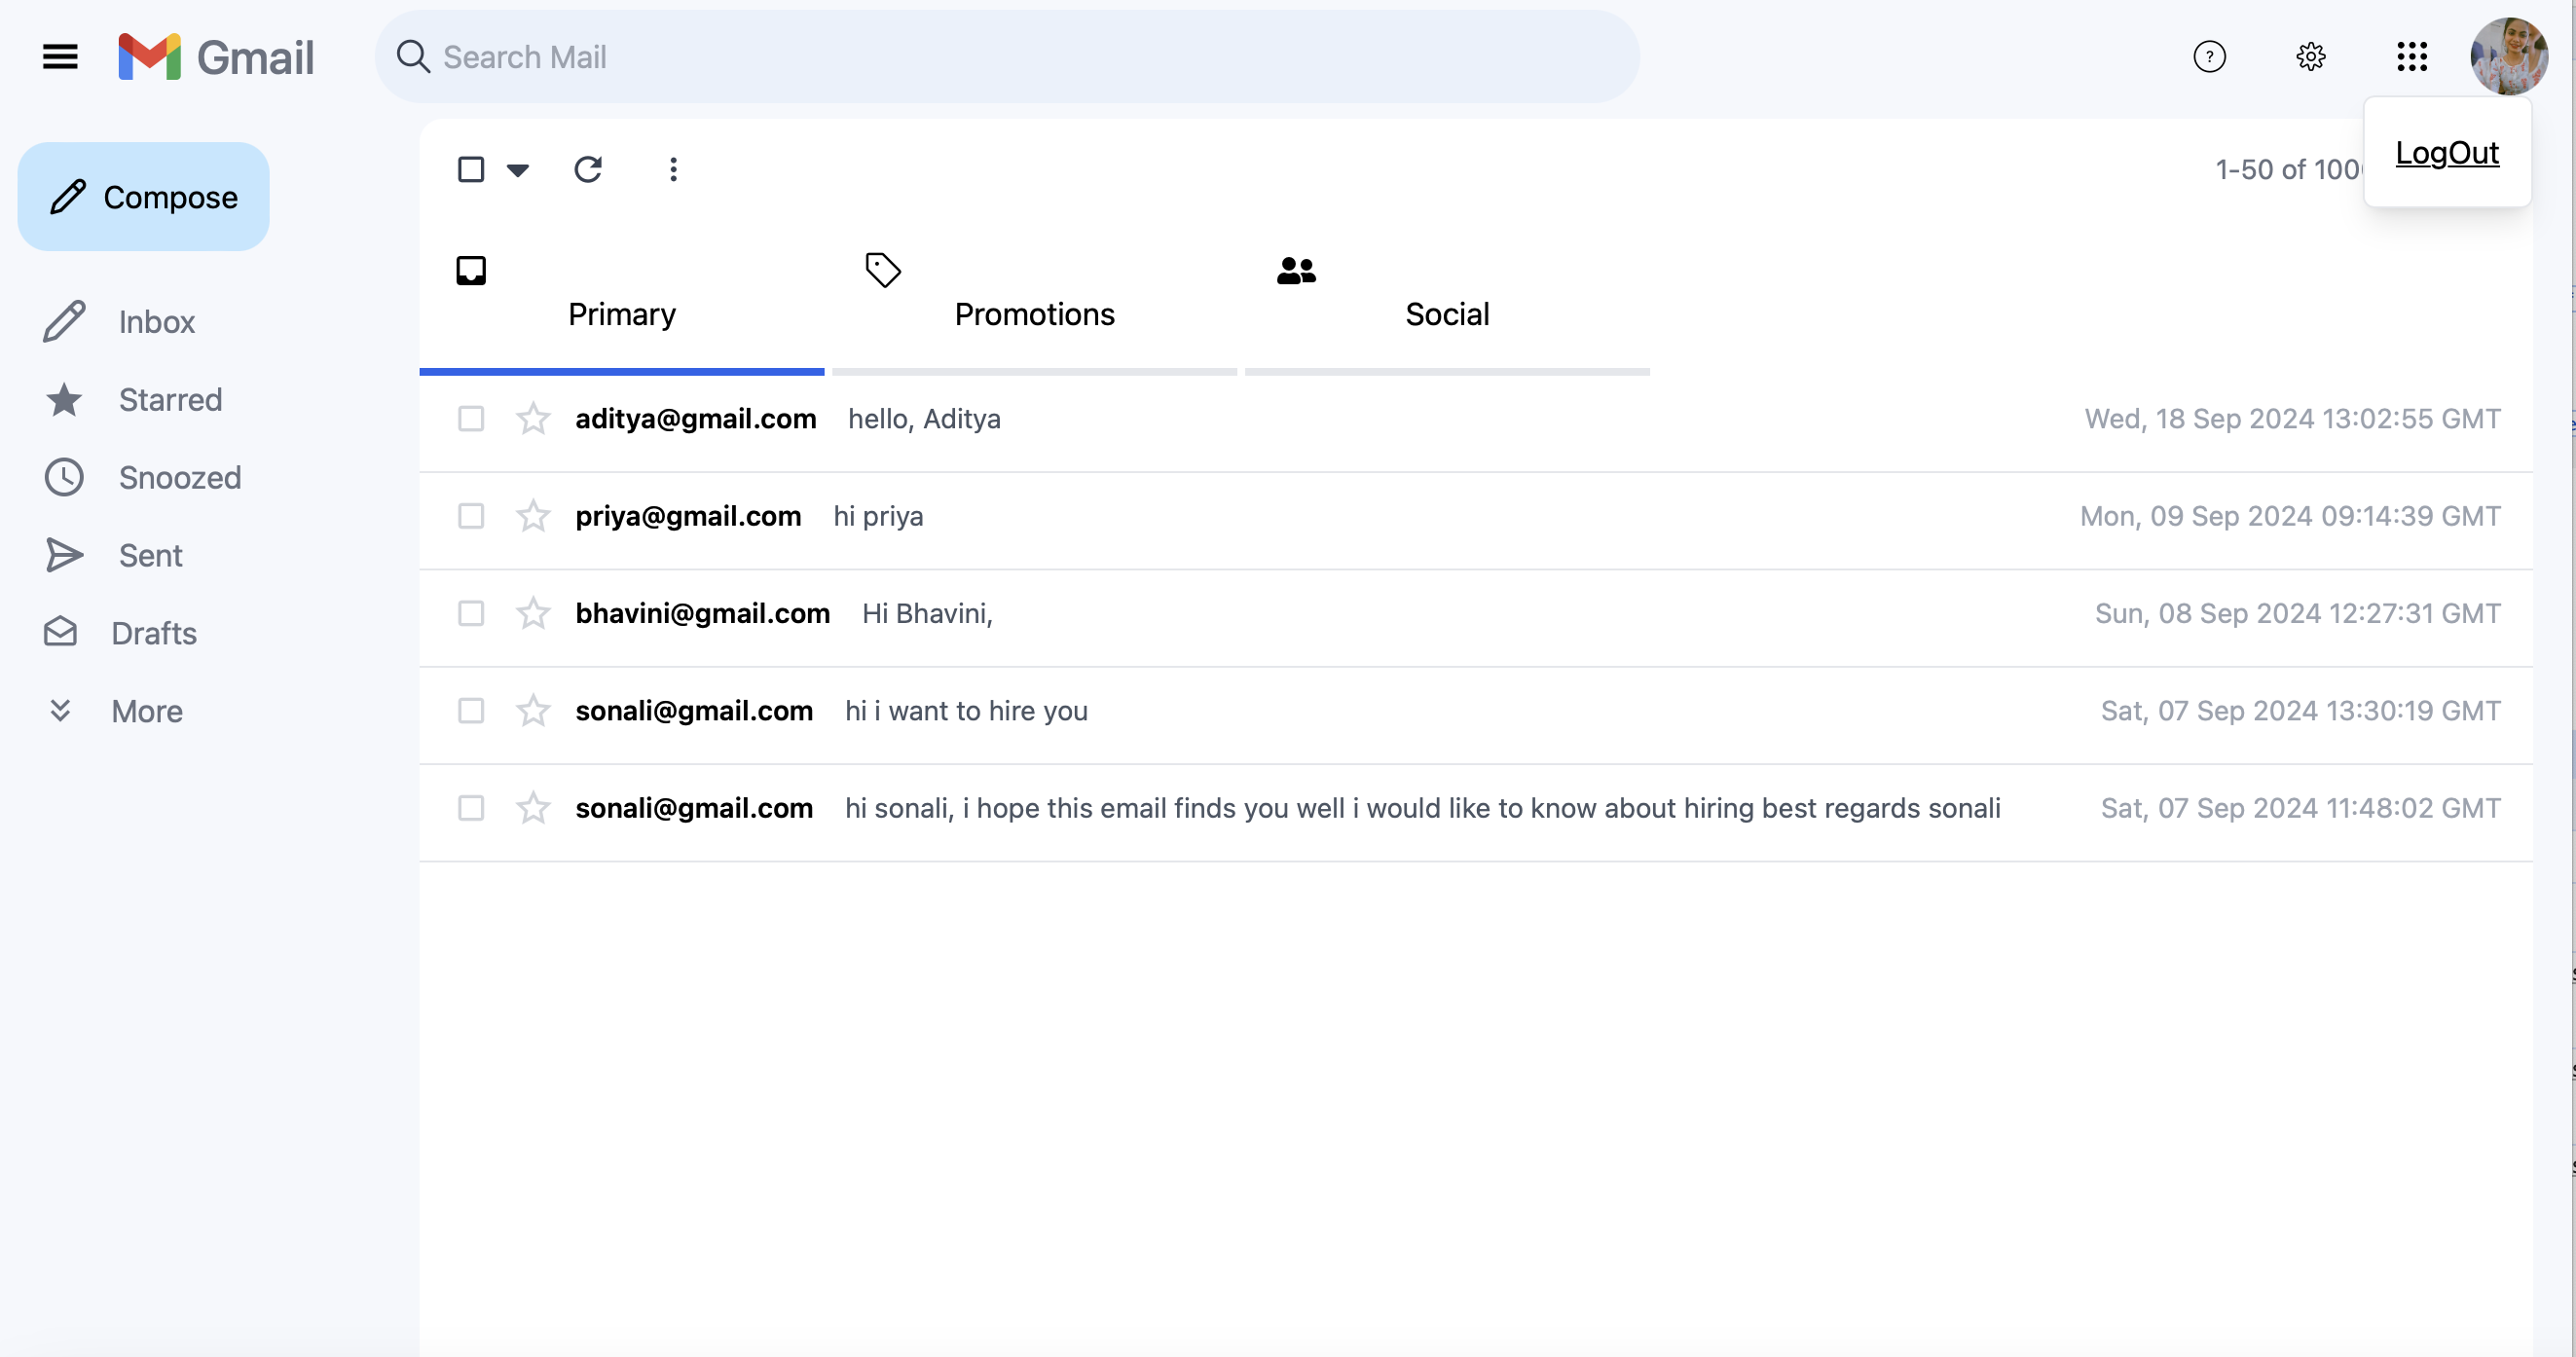 Gmail
Search Mail
?
Compose
1-50 of 100
LogOut
Primary
Promotions
Social
Inbox
Starred
Snoozed
Sent
Drafts
More
aditya@gmail.com hello, Aditya Wed, 18 Sep 2024 13:02:55 GMT
priya@gmail.com hi priya Mon, 09 Sep 2024 09:14:39 GMT
bhavini@gmail.com Hi Bhavini, Sun, 08 Sep 2024 12:27:31 GMT
sonali@gmail.com hi i want to hire you Sat, 07 Sep 2024 13:30:19 GMT
sonali@gmail.com hi sonali, i hope this email finds you well i would like to know about hiring best regards sonali Sat, 07 Sep 2024 11:48:02 GMT